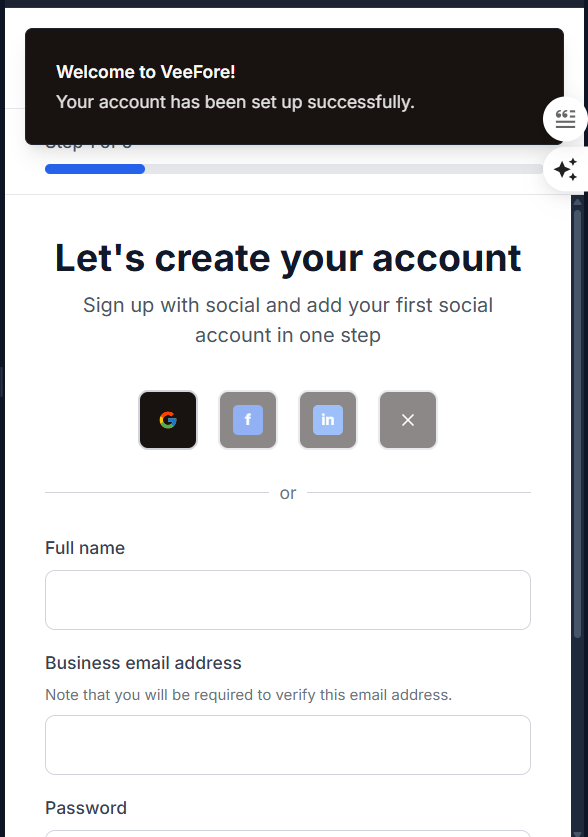 Welcome to VeeFore!
Your account has been set up successfully.
Let's create your account
Sign up with social and add your first social
account in one step
G
f
in
or
Full name
Business email address
Note that you will be required to verify this email address.
Password